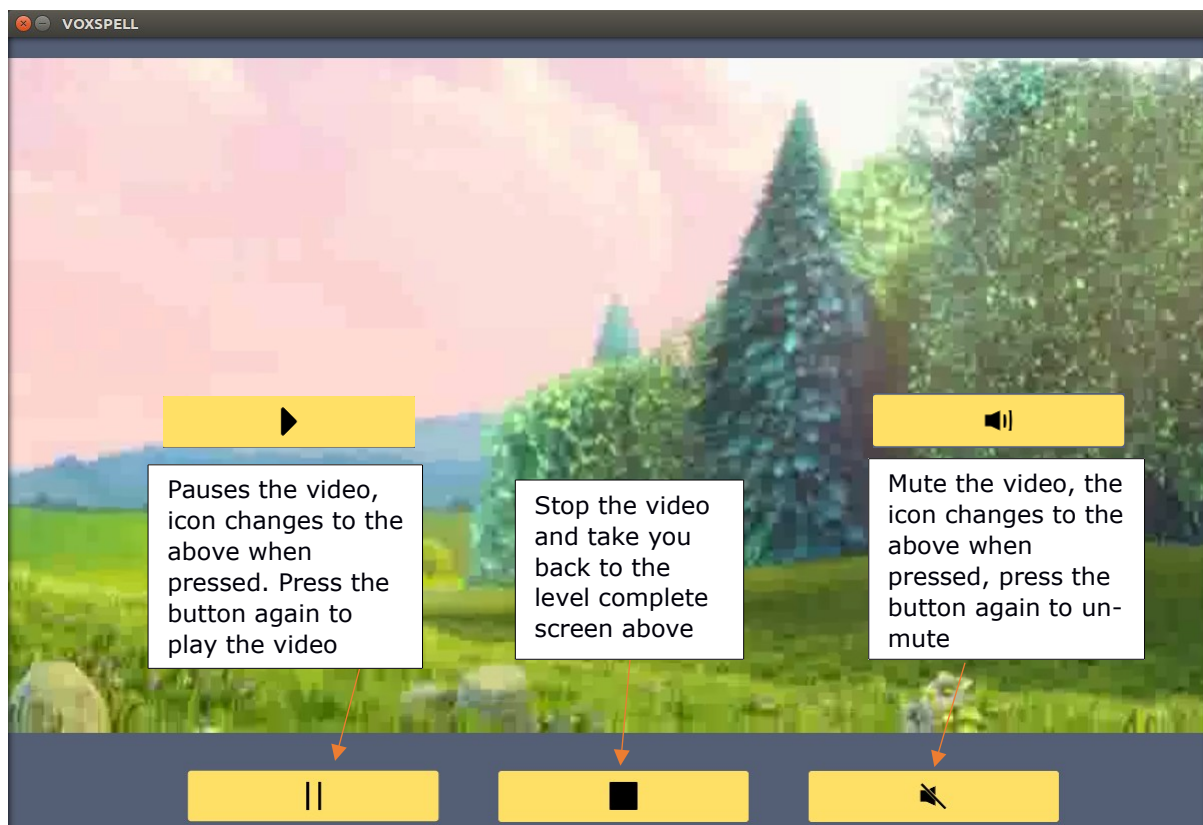 VOXSPELL
Pauses the video,
icon changes to the
above when
pressed. Press the
button again to
play the video
Stop the video
and take you
back to the
level complete
screen above
Mute the video, the
icon changes to the
above when
pressed, press the
button again to un-
mute